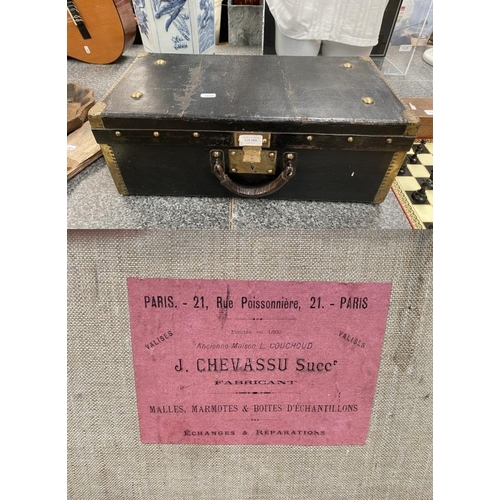 PARIS. - 21, Rue Poissonnière, 21. - PARIS
VALISES
VALISES
Ancienne Maison L. COUCHOUD
J. CHEVASSU Succr
FABRICANT
MALLES, MARMOTES & BOITES D'ÉCHANTILLONS
ÉCHANGES & RÉPARATIONS